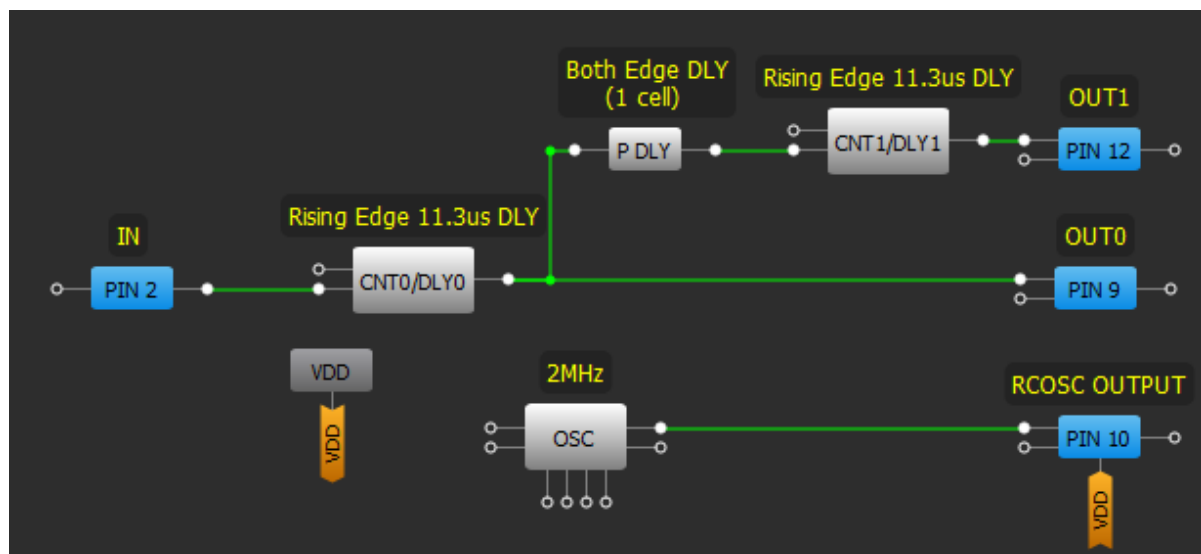 Both Edge DLY
(1 cell)
Rising Edge 11.3us DLY
OUT1
P DLY
CNT1/DLY1
PIN 12
IN
Rising Edge 11.3us DLY
OUT0
PIN 2
CNT0/DLY0
PIN 9
VDD
2MHz
RCOSC OUTPUT
VDD
OSC
PIN 10
VDD